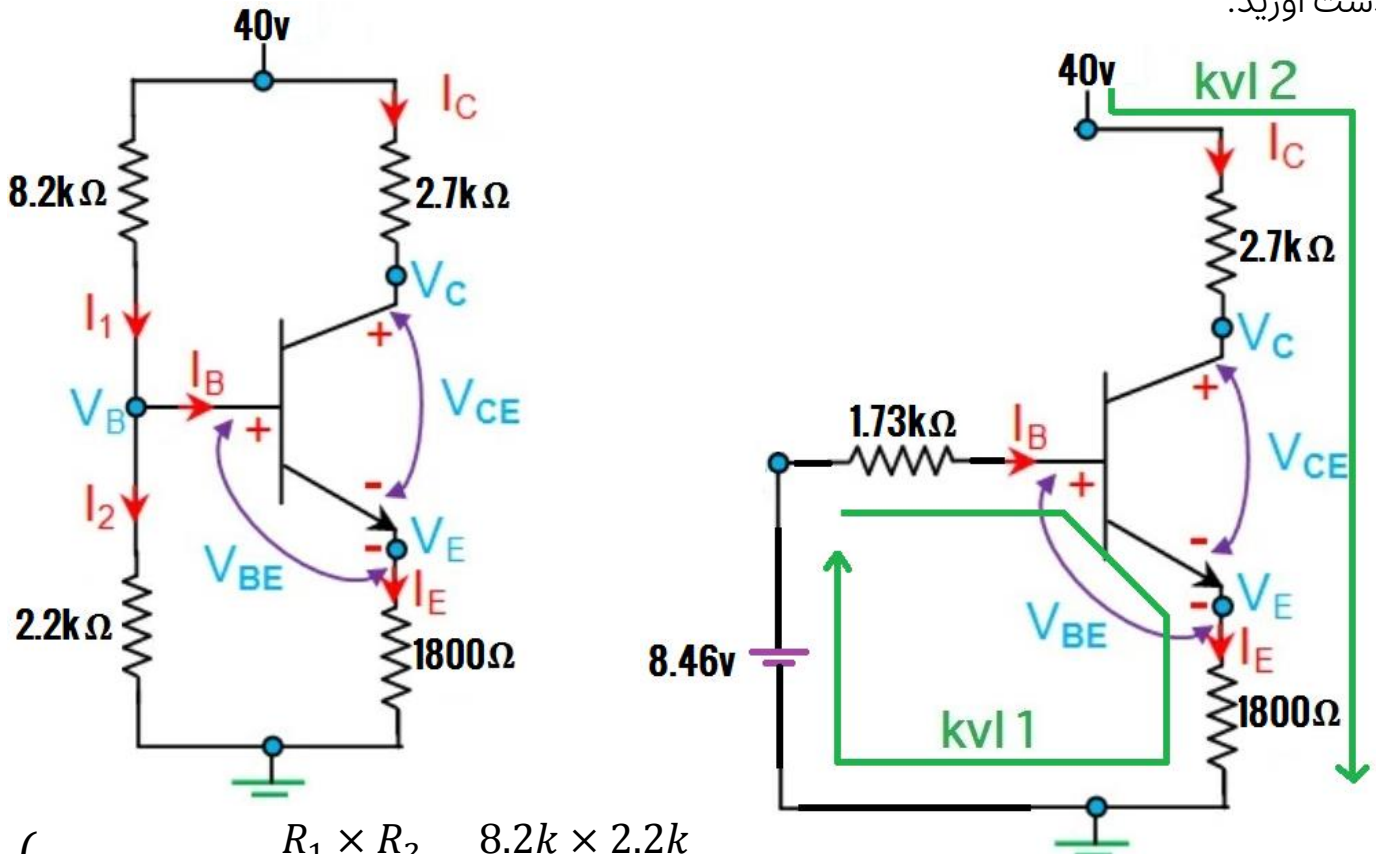 دست آورید.
40v
I_C
8.2kΩ
2.7kΩ
V_C
+
I_1
I_B
V_B
+
V_CE
I_2
-
V_E
V_BE
-
I_E
2.2kΩ
1800Ω
40v
kvl 2
I_C
2.7kΩ
V_C
+
1.73kΩ
I_B
+
V_CE
-
V_E
V_BE
-
I_E
8.46v
1800Ω
kvl 1
R_1 × R_2 8.2k × 2.2k